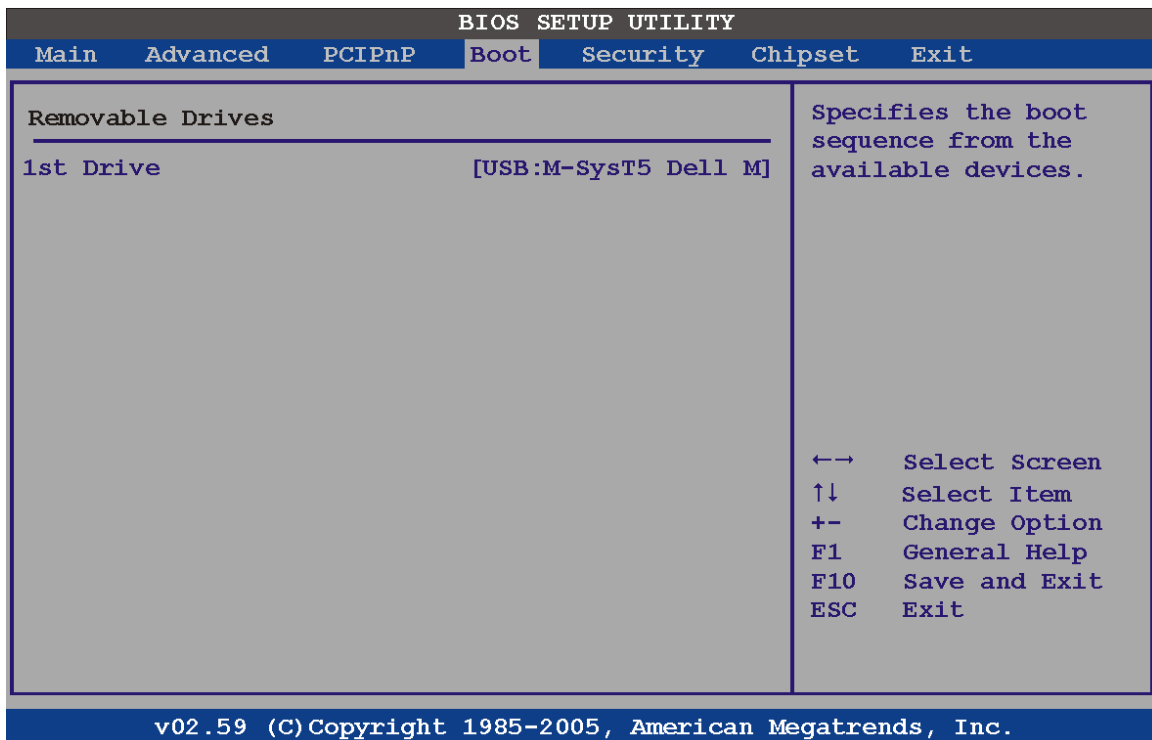 BIOS SETUP UTILITY
Main Advanced PCIPnP Boot Security Chipset Exit
Removable Drives
1st Drive [USB:M-SysT5 Dell M]
Specifies the boot
sequence from the
available devices.
←→ Select Screen
↑↓ Select Item
+- Change Option
F1 General Help
F10 Save and Exit
ESC Exit
v02.59 (C)Copyright 1985-2005, American Megatrends, Inc.